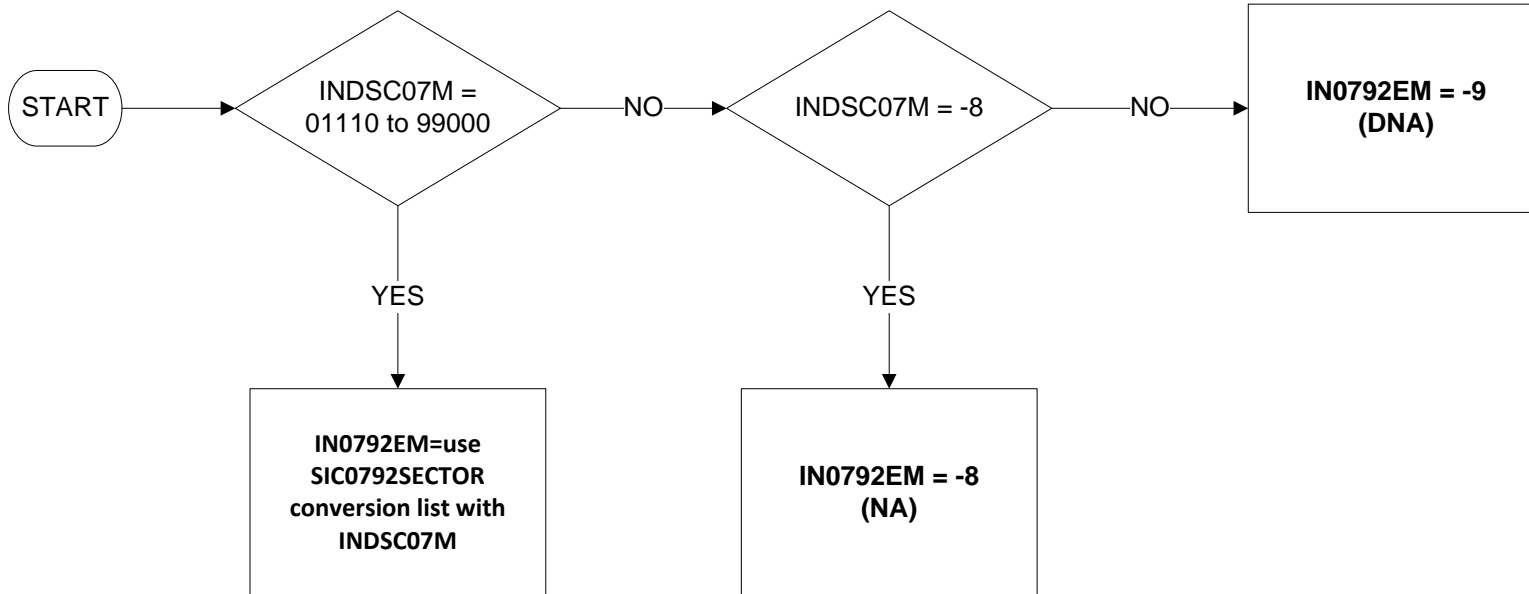 START
INDSC07M =
01110 to 99000
NO
INDSC07M = -8
NO
IN0792EM = -9
(DNA)
YES
YES
IN0792EM=use
SIC0792SECTOR
conversion list with
INDSC07M
IN0792EM = -8
(NA)